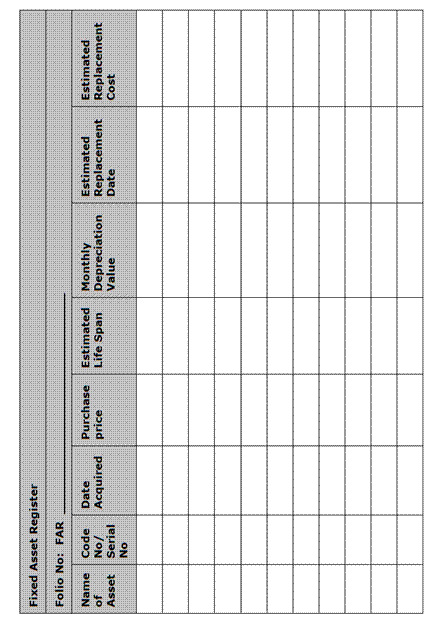 Fixed Asset Register
Folio No: FAR
Name
of
Asset
Code
No/
Serial
No
Date
Acquired
Purchase
price
Estimated
Life Span
Monthly
Depreciation
Value
Estimated
Replacement
Date
Estimated
Replacement
Cost